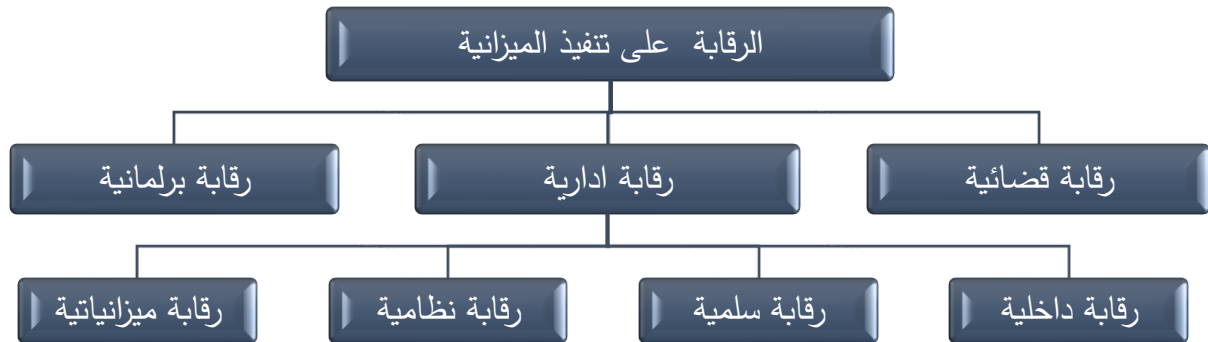 الرقابة على تنفيذ الميزانية
رقابة قضائية
رقابة ادارية
رقابة برلمانية
رقابة داخلية
رقابة سلمية
رقابة نظامية
رقابة ميزانياتية